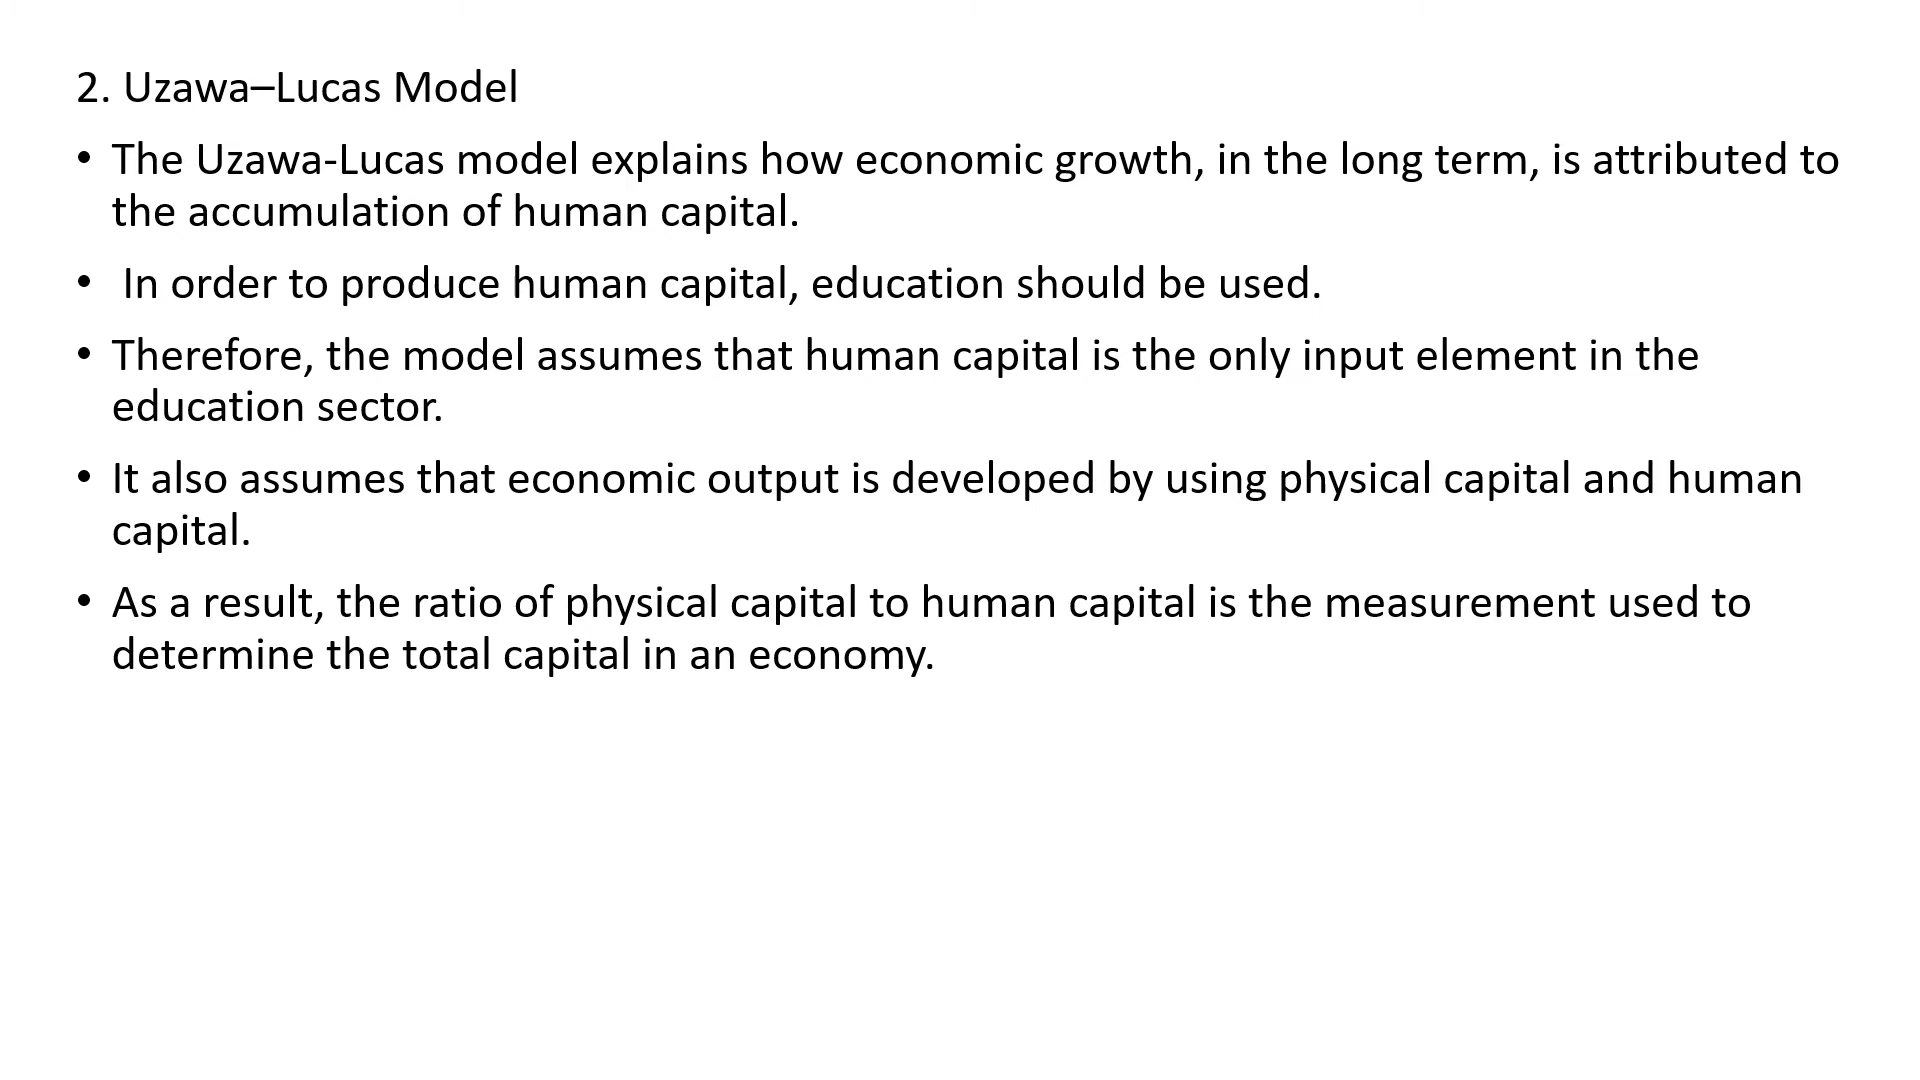 2. Uzawa–Lucas Model
• The Uzawa-Lucas model explains how economic growth, in the long term, is attributed to
the accumulation of human capital.
• In order to produce human capital, education should be used.
• Therefore, the model assumes that human capital is the only input element in the
education sector.
• It also assumes that economic output is developed by using physical capital and human
capital.
• As a result, the ratio of physical capital to human capital is the measurement used to
determine the total capital in an economy.